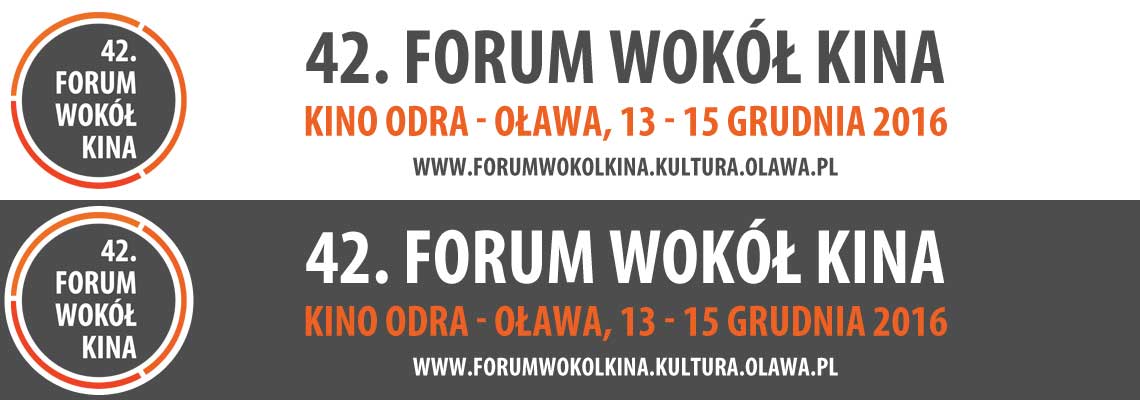 42.
FORUM
WOKÓŁ
KINA
42. FORUM WOKÓŁ KINA
KINO ODRA - OŁAWA, 13 - 15 GRUDNIA 2016
WWW.FORUMWOKOLKINA.KULTURA.OLAWA.PL
42.
FORUM
WOKÓŁ
KINA
42. FORUM WOKÓŁ KINA
KINO ODRA - OŁAWA, 13 - 15 GRUDNIA 2016
WWW.FORUMWOKOLKINA.KULTURA.OLAWA.PL